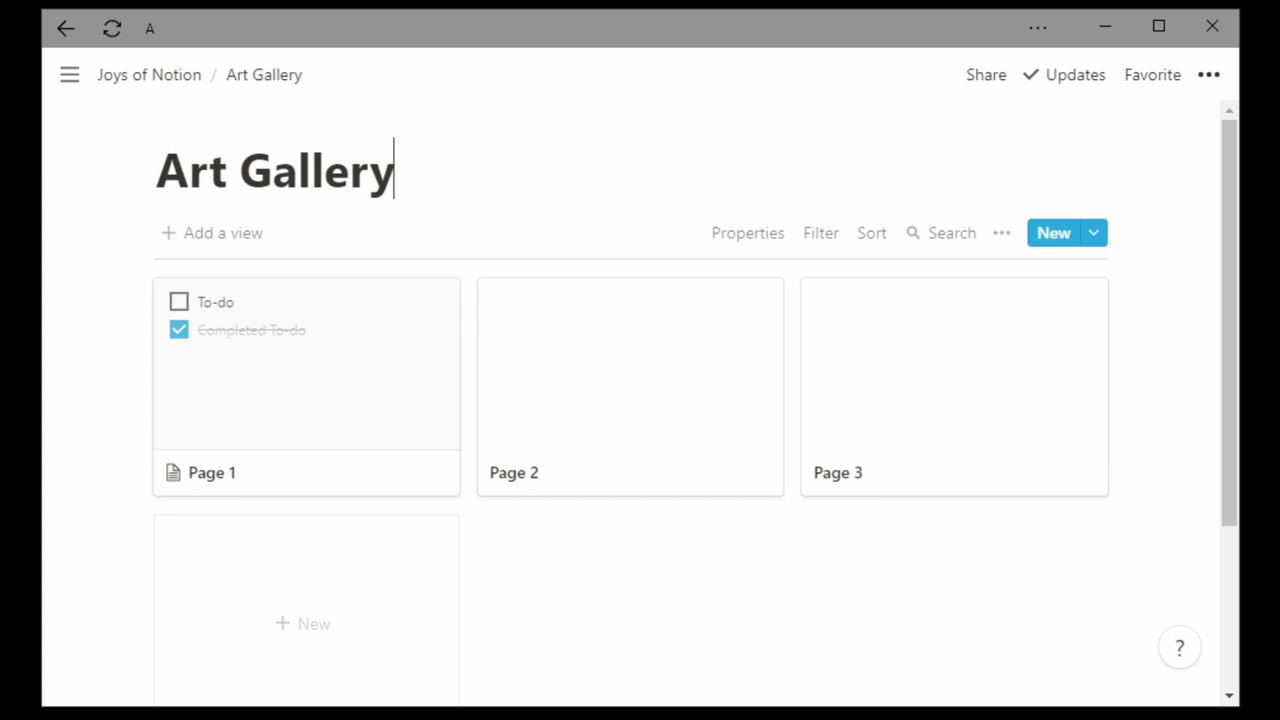 A
Joys of Notion / Art Gallery
Share Updates Favorite
Art Gallery
Add a view
Properties Filter Sort Search New
To-do
Completed To-do
Page 1
Page 2
Page 3
+ New
?